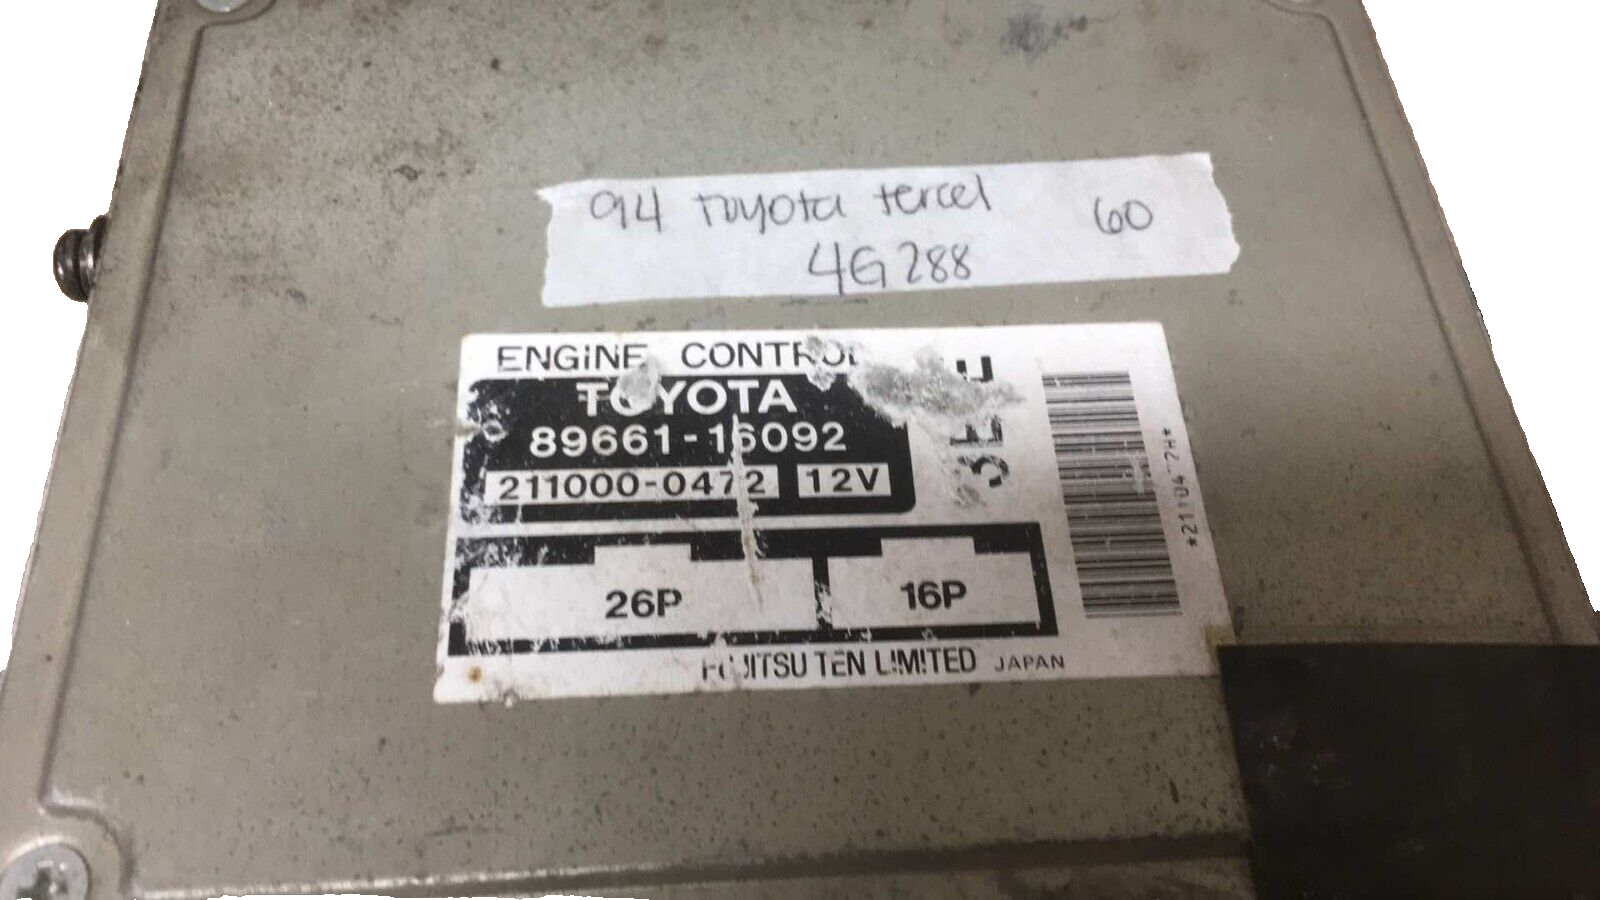 94 Toyota tercel 60
4G288
ENGINE CONTROL
TOYOTA
89661-16092
211000-0472 12V
26P 16P
FUJITSU TEN LIMITED JAPAN